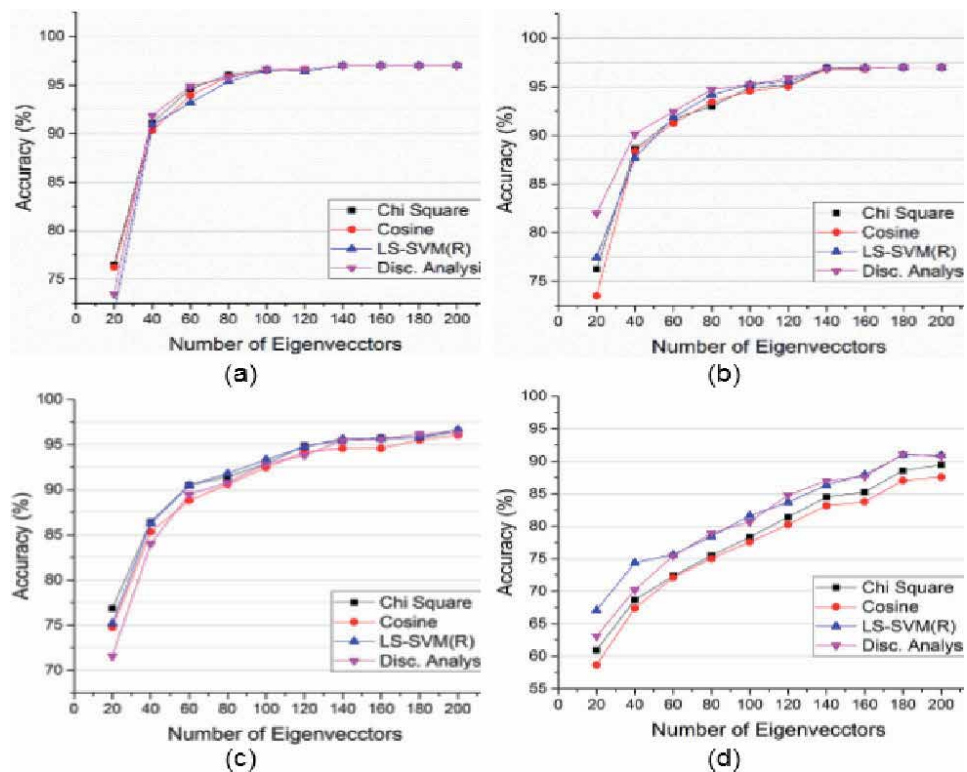 100
95
90
85
80
75
Accuracy (%)
Chi Square
Cosine
LS-SVM(R)
Disc. Analysi
0 20 40 60 80 100 120 140 160 180 200
Number of Eigenvecctors
(a)
100
95
90
85
80
75
Accuracy (%)
Chi Square
Cosine
LS-SVM(R)
Disc. Analysi
0 20 40 60 80 100 120 140 160 180 200
Number of Eigenvecctors
(b)
100
95
90
85
80
75
70
Accuracy (%)
Chi Square
Cosine
LS-SVM(R)
Disc. Analys
0 20 40 60 80 100 120 140 160 180 200
Number of Eigenvecctors
(c)
100
95
90
85
80
75
70
65
60
55
Accuracy (%)
Chi Square
Cosine
LS-SVM(R)
Disc. Analysi
0 20 40 60 80 100 120 140 160 180 200
Number of Eigenvecctors
(d)